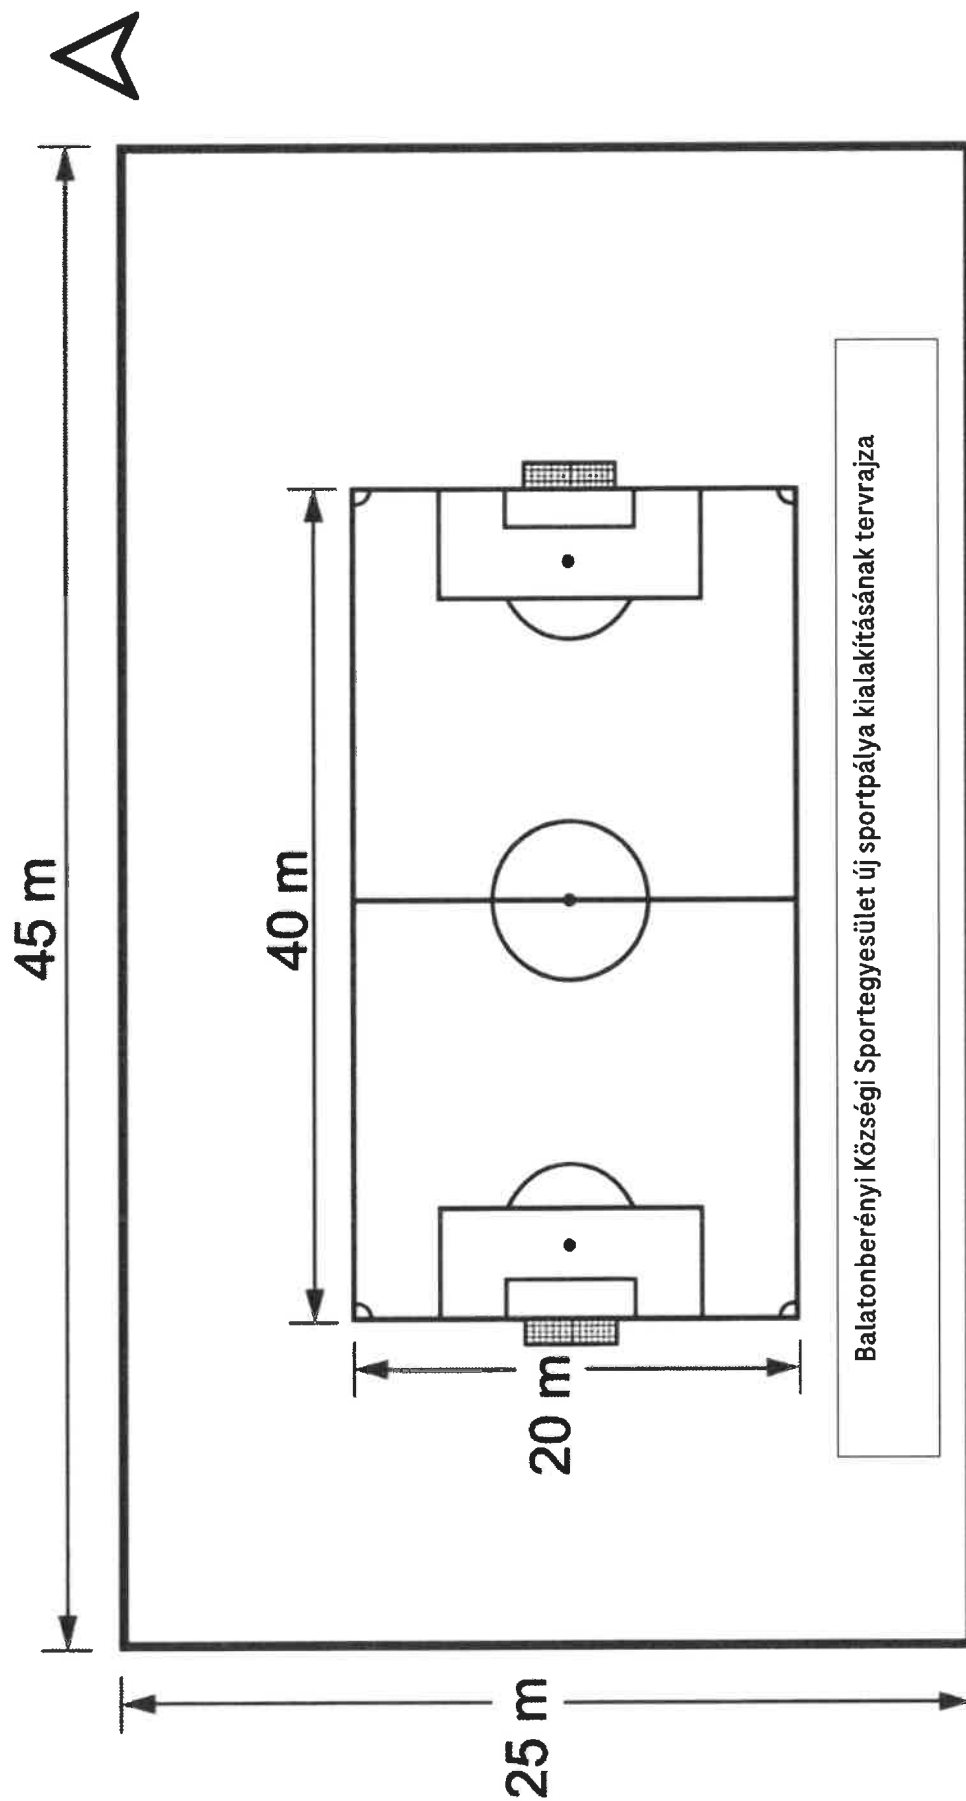 45 m
40 m
20 m
25 m
Balatonberényi Községi Sportegyesület új sportpálya kialakításának tervrajza